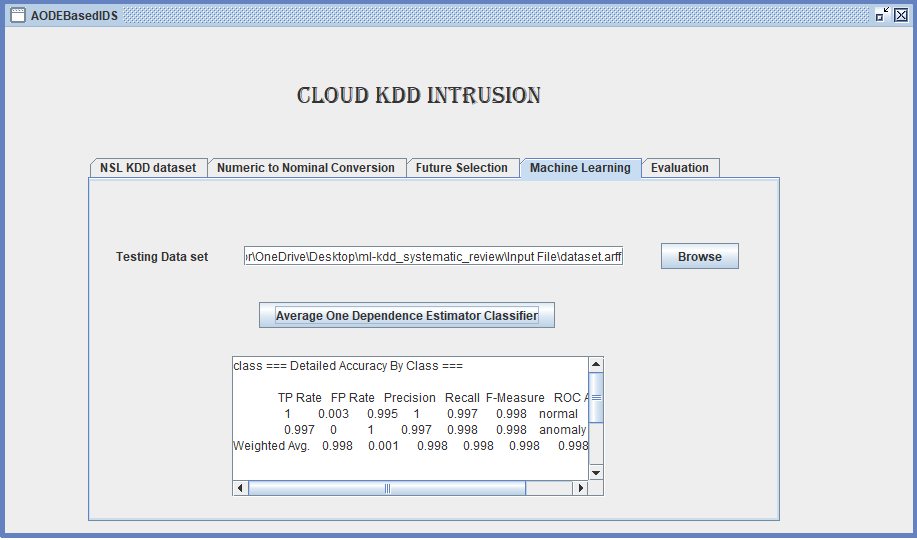 AODEBasedIDS
CLOUD KDD INTRUSION
NSL KDD dataset Numeric to Nominal Conversion Future Selection Machine Learning Evaluation
Testing Data set r\OneDrive\Desktop\ml-kdd_systematic_review\Input File\dataset.arff Browse
Average One Dependence Estimator Classifier
class === Detailed Accuracy By Class ===
TP Rate FP Rate Precision Recall F-Measure ROC
1 0.003 0.995 1 0.997 0.998 normal
0.997 0 1 0.997 0.998 0.998 anomaly
Weighted Avg. 0.998 0.001 0.998 0.998 0.998 0.998